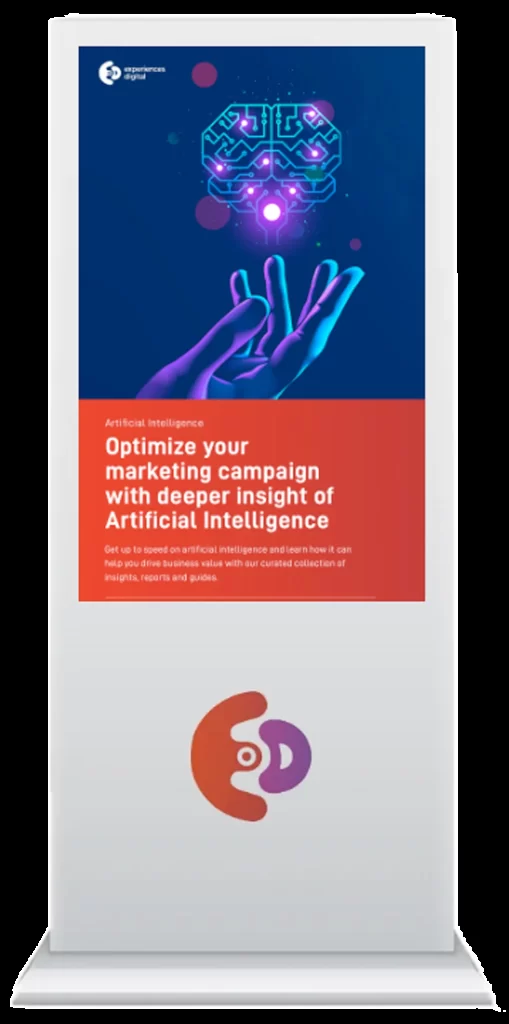 experiences
digital
Artificial Intelligence
Optimize your
marketing campaign
with deeper insight of
Artificial Intelligence
Get up to speed on artificial intelligence and learn how it can
help you drive business value with our curated collection of
insights, reports and guides.